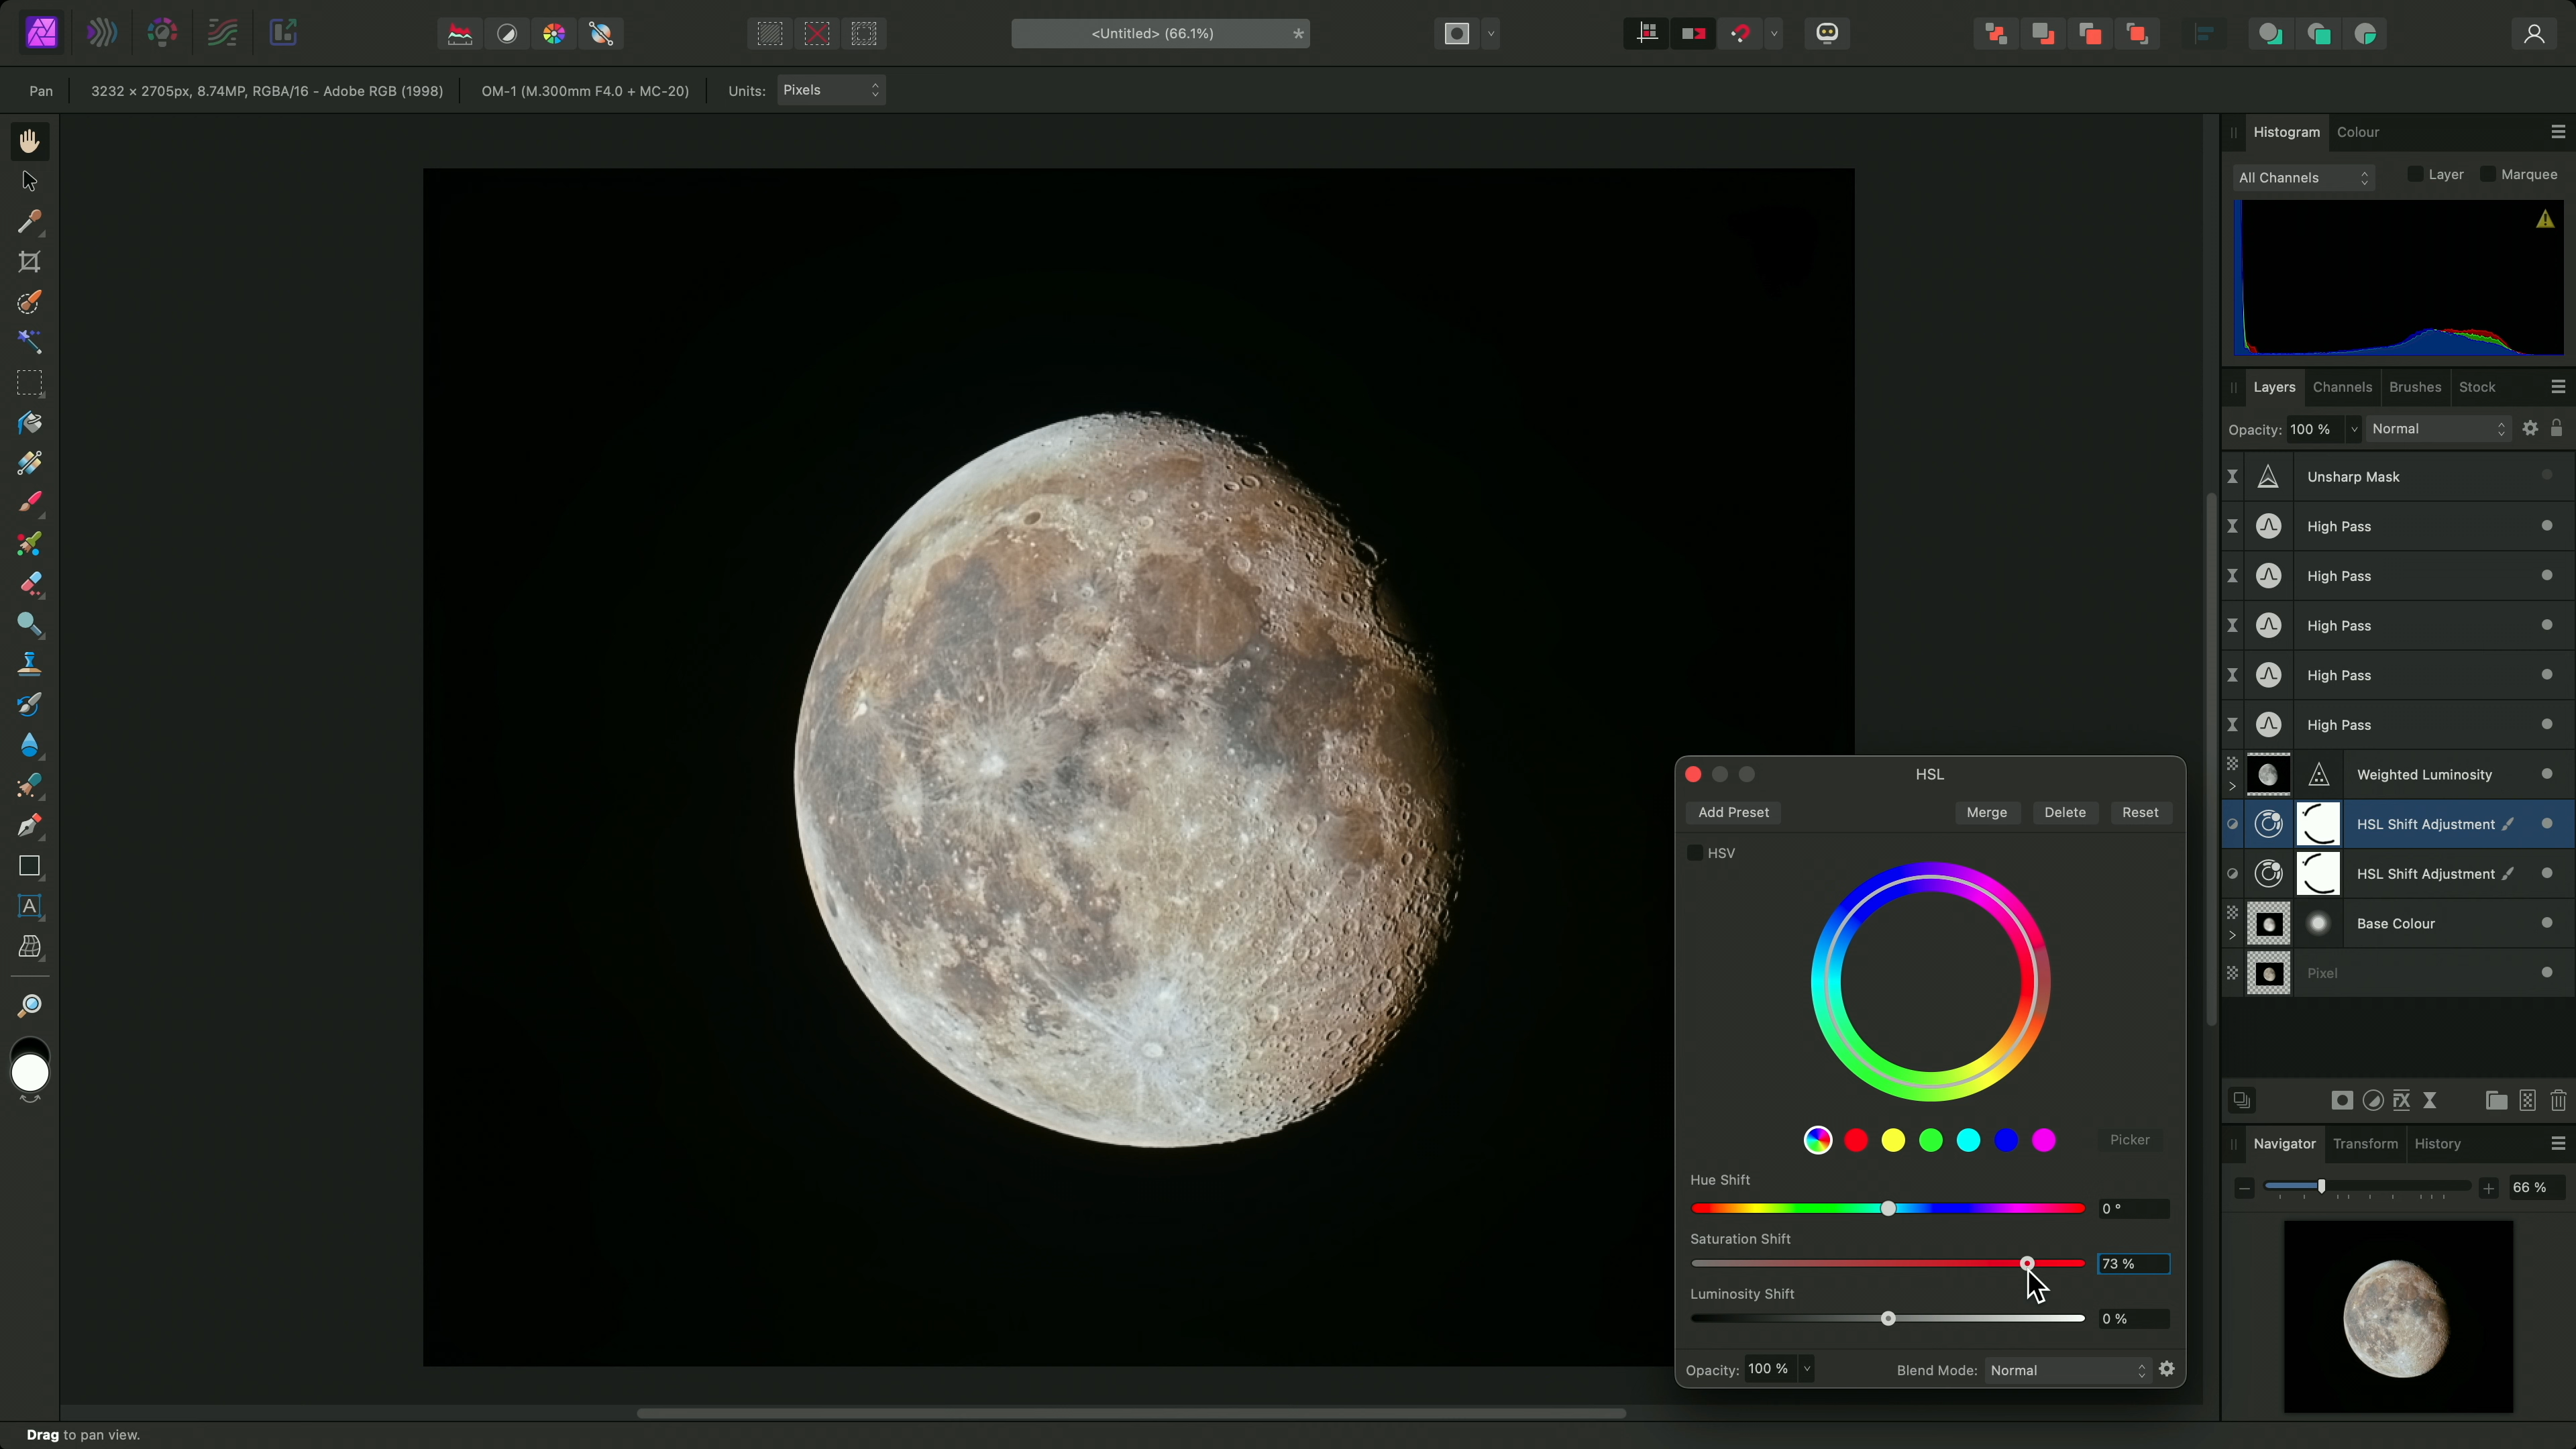 <Untitled> (66.1%)
*
Pan
3232 × 2705px, 8.74MP, RGBA/16 - Adobe RGB (1998)
OM-1 (M.300mm F4.0 + MC-20)
Units: Pixels
Histogram Colour
All Channels Layer Marquee
Layers Channels Brushes Stock
Opacity: 100 % Normal
Unsharp Mask
High Pass
High Pass
High Pass
High Pass
High Pass
Weighted Luminosity
HSL Shift Adjustment
HSL Shift Adjustment
Base Colour
Pixel
Navigator Transform History
66 %
HSL
Add Preset Merge Delete Reset
HSV
Picker
Hue Shift
0 °
Saturation Shift
73 %
Luminosity Shift
0 %
Opacity: 100 % Blend Mode: Normal
Drag to pan view.